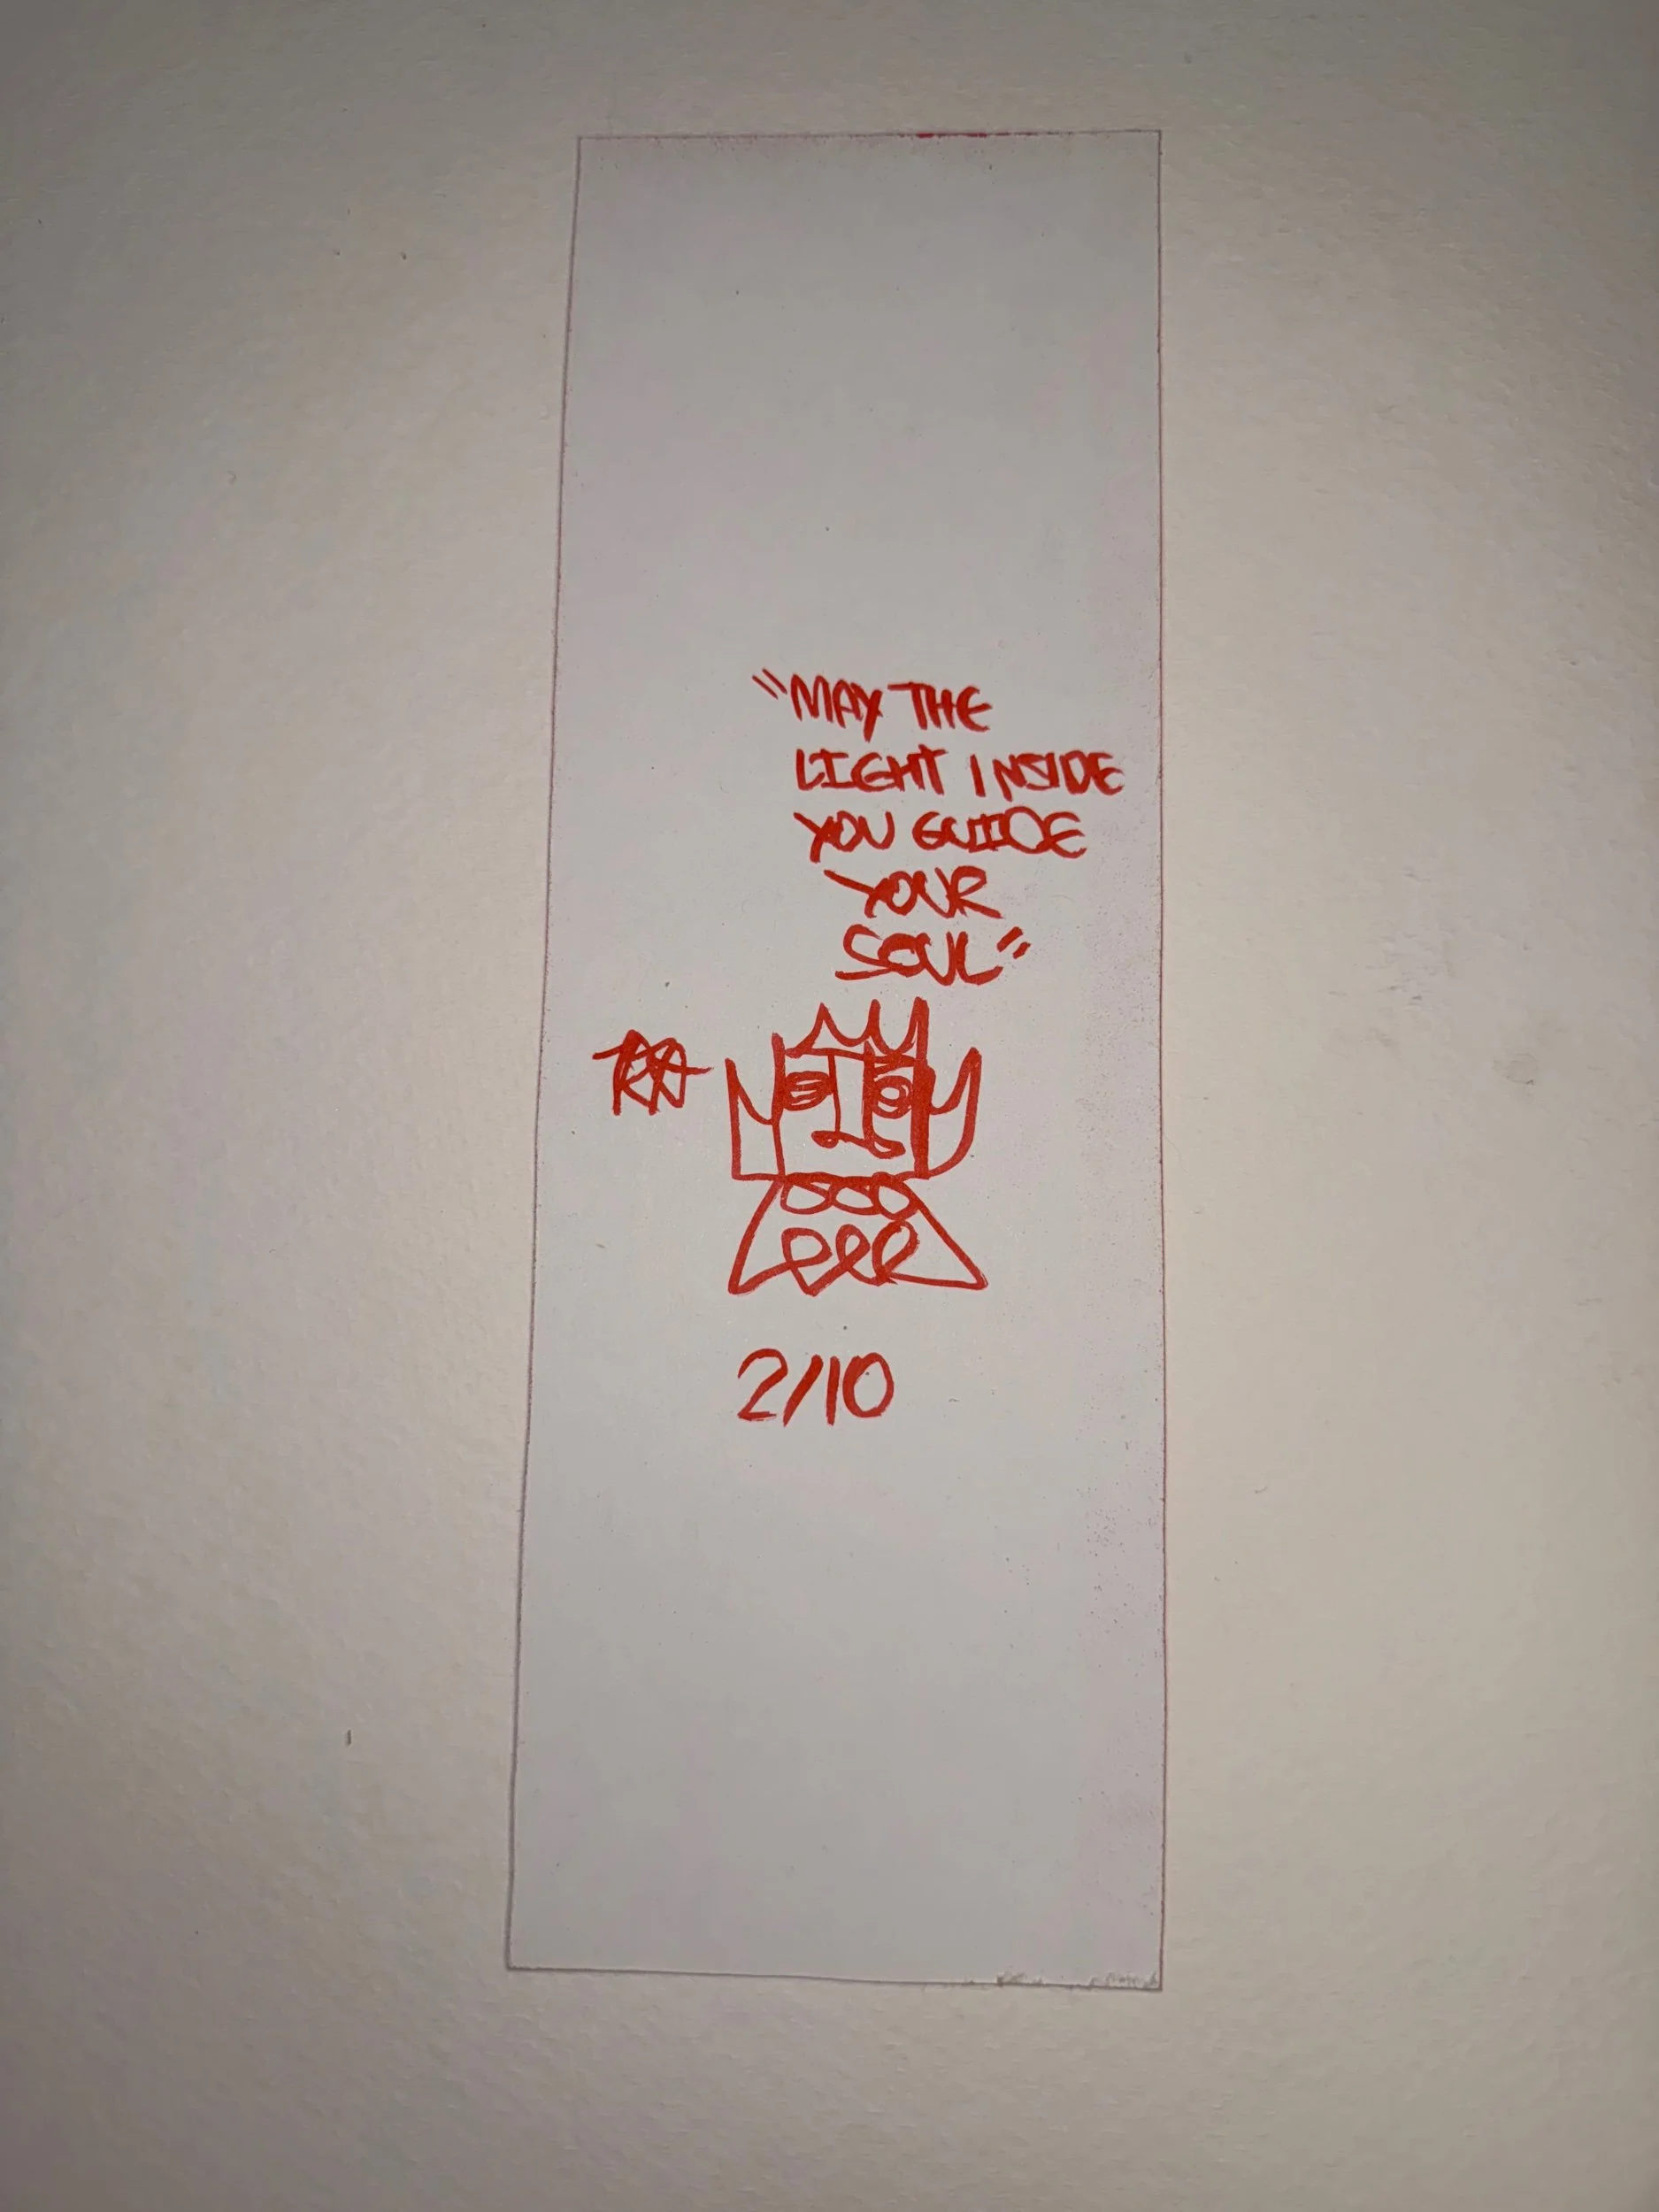 "MAY THE
LIGHT INSIDE
YOU GUIDE
YOUR
SOUL"
2/10